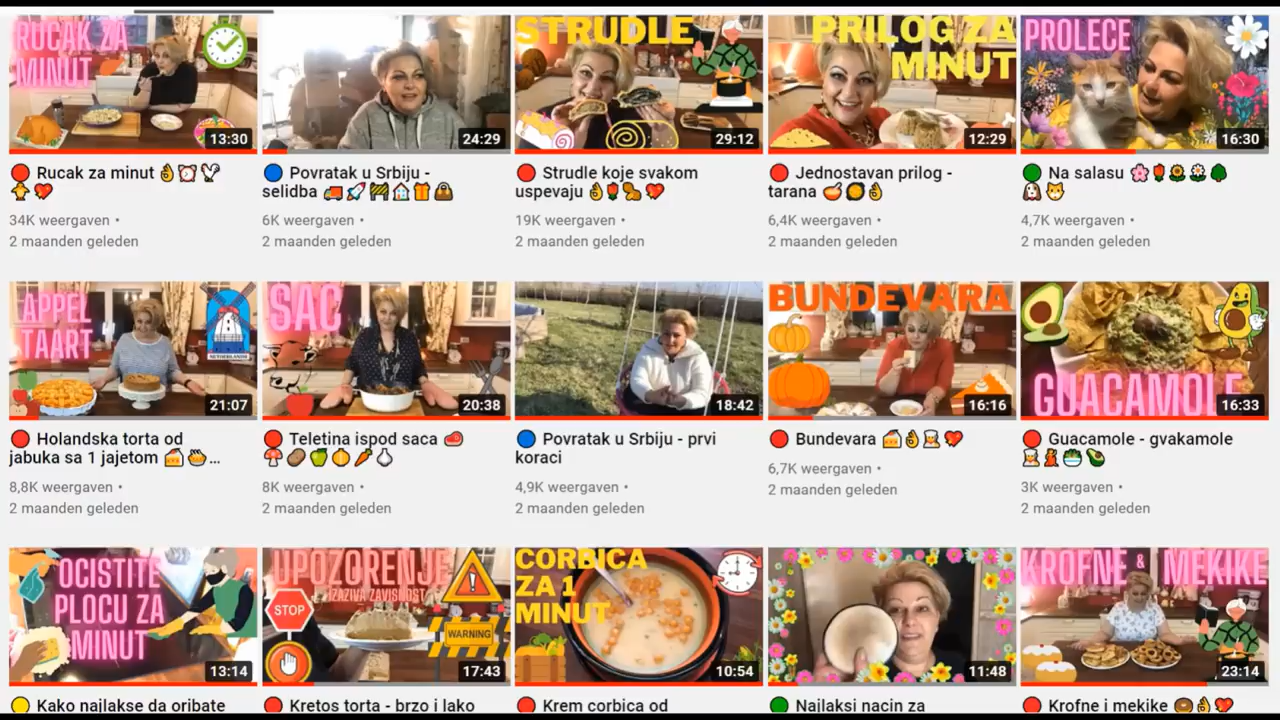 RUCAK ZA
MINUT
13:30
24:29
STRUDLE
29:12
PRILOG ZA
MINUT
12:29
PROLECE
16:30
Rucak za minut
34K weergaven •
2 maanden geleden
Povratak u Srbiju -
selidba
6K weergaven •
2 maanden geleden
Strudle koje svakom
uspevaju
19K weergaven •
2 maanden geleden
Jednostavan prilog -
tarana
6,4K weergaven •
2 maanden geleden
Na salasu
4,7K weergaven •
2 maanden geleden
APPEL
TAART
NETHERLANDS
21:07
SAC
20:38
18:42
BUNDEVARA
16:16
GUACAMOLE
16:33
Holandska torta od
jabuka sa 1 jajetom ...
8,8K weergaven •
2 maanden geleden
Teletina ispod saca
8K weergaven •
2 maanden geleden
Povratak u Srbiju - prvi
koraci
4,9K weergaven •
2 maanden geleden
Bundevara
6,7K weergaven •
2 maanden geleden
Guacamole - gvakamole
3K weergaven •
2 maanden geleden
OCISTITE
PLOCU ZA
MINUT
13:14
UPOZORENJE
IZAZIVA ZAVISNOST
STOP
WARNING
17:43
CORBICA
ZA 1
MINUT
10:54
11:48
KROFNE & MEKIKE
23:14
Kako najlakse da oribate
Kretos torta - brzo i lako
Krem corbica od
Najlaksi nacin za
Krofne i mekike